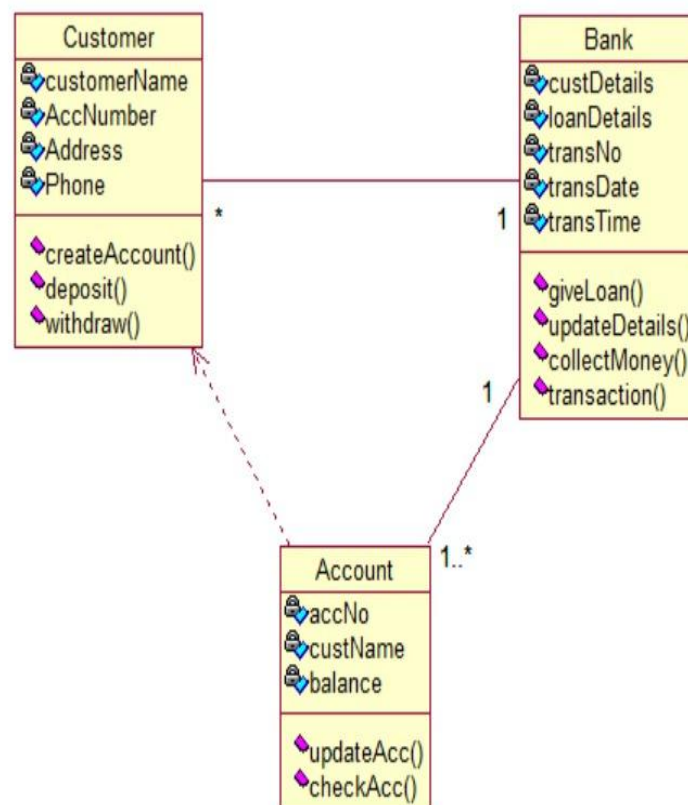 Customer
customerName
AccNumber
Address
Phone
createAccount()
deposit()
withdraw()
*
1
Bank
custDetails
loanDetails
transNo
transDate
transTime
giveLoan()
updateDetails()
collectMoney()
transaction()
1
1..*
Account
accNo
custName
balance
updateAcc()
checkAcc()